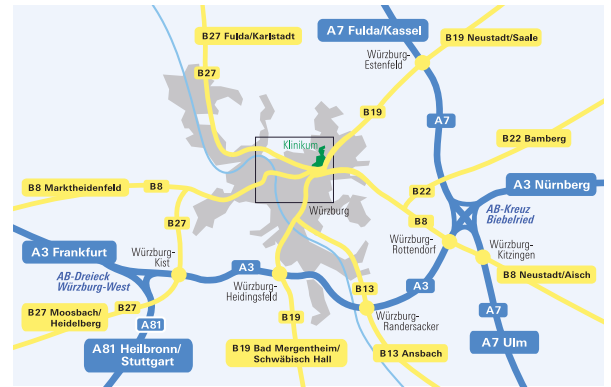 B27 Fulda/Karlstadt
A7 Fulda/Kassel
B19 Neustadt/Saale
Würzburg-
Estenfeld
B27
B19
A7
B22 Bamberg
Klinikum
B8 Marktheidenfeld
B8
B22
A3 Nürnberg
Würzburg
B27
B8
AB-Kreuz
Biebelried
A3 Frankfurt
Würzburg-
Kist
Würzburg-
Rottendorf
Würzburg-
Kitzingen
AB-Dreieck
Würzburg-West
A3
B8 Neustadt/Aisch
Würzburg-
Heidingsfeld
B13
A3
B27 Moosbach/
Heidelberg
B27
A81
B19
Würzburg-
Randersacker
A7
A81 Heilbronn/
Stuttgart
B19 Bad Mergentheim/
Schwäbisch Hall
B13 Ansbach
A7 Ulm